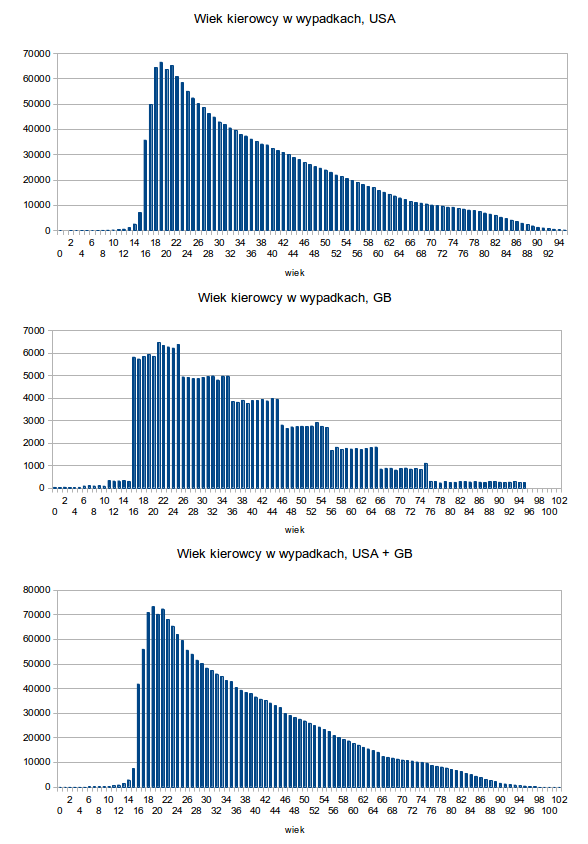 Wiek kierowcy w wypadkach, USA
70000
60000
50000
40000
30000
20000
10000
0
2 6 10 14 18 22 26 30 34 38 42 46 50 54 58 62 66 70 74 78 82 86 90 94
0 4 8 12 16 20 24 28 32 36 40 44 48 52 56 60 64 68 72 76 80 84 88 92
wiek
Wiek kierowcy w wypadkach, GB
7000
6000
5000
4000
3000
2000
1000
0
2 6 10 14 18 22 26 30 34 38 42 46 50 54 58 62 66 70 74 78 82 86 90 94 98 102
0 4 8 12 16 20 24 28 32 36 40 44 48 52 56 60 64 68 72 76 80 84 88 92 96 100
wiek
Wiek kierowcy w wypadkach, USA + GB
80000
70000
60000
50000
40000
30000
20000
10000
0
2 6 10 14 18 22 26 30 34 38 42 46 50 54 58 62 66 70 74 78 82 86 90 94 98 102
0 4 8 12 16 20 24 28 32 36 40 44 48 52 56 60 64 68 72 76 80 84 88 92 96 100
wiek